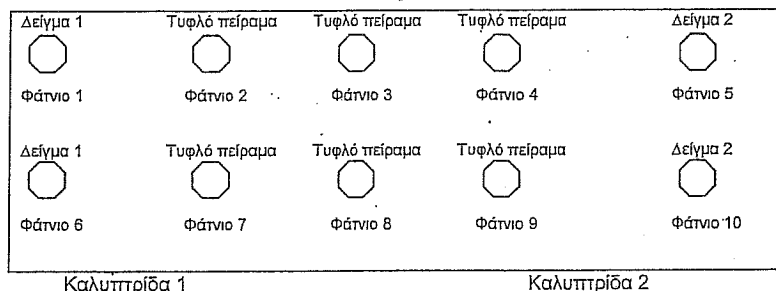 Δείγμα 1 Τυφλό πείραμα Τυφλό πείραμα Τυφλό πείραμα Δείγμα 2
Φάτνιο 1 Φάτνιο 2 Φάτνιο 3 Φάτνιο 4 Φάτνιο 5
Δείγμα 1 Τυφλό πείραμα Τυφλό πείραμα Τυφλό πείραμα Δείγμα 2
Φάτνιο 6 Φάτνιο 7 Φάτνιο 8 Φάτνιο 9 Φάτνιο 10
Καλυπτρίδα 1 Καλυπτρίδα 2